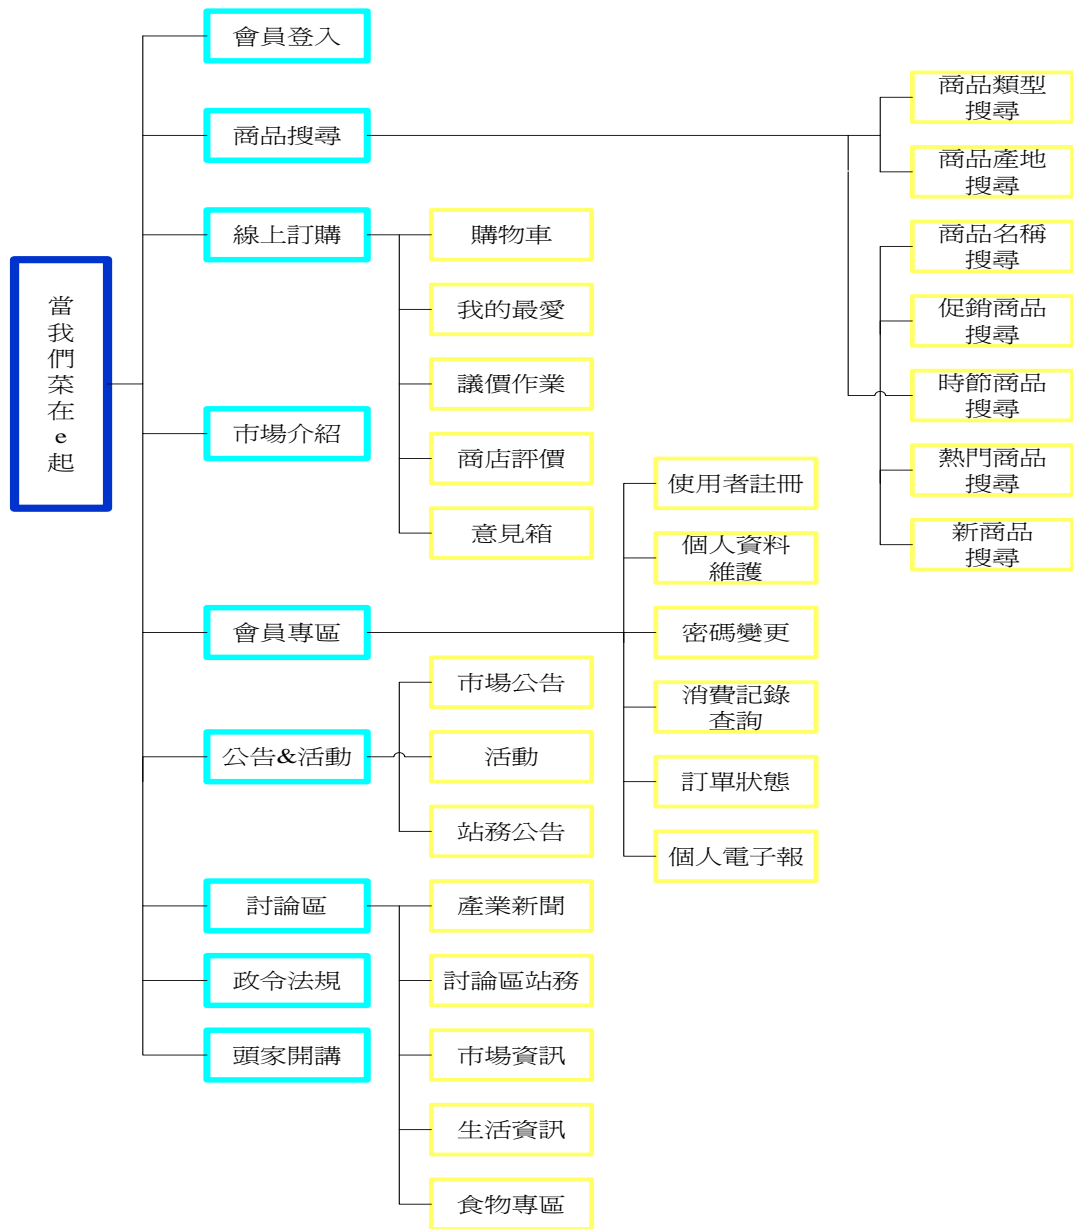 當我們菜在e起
會員登入
商品搜尋
商品類型
搜尋
商品產地
搜尋
商品名稱
搜尋
促銷商品
搜尋
時節商品
搜尋
熱門商品
搜尋
新商品
搜尋
線上訂購
購物車
我的最愛
議價作業
商店評價
意見箱
市場介紹
會員專區
使用者註冊
個人資料
維護
密碼變更
消費記錄
查詢
訂單狀態
個人電子報
公告&活動
市場公告
活動
站務公告
討論區
產業新聞
討論區站務
市場資訊
生活資訊
食物專區
政令法規
頭家開講